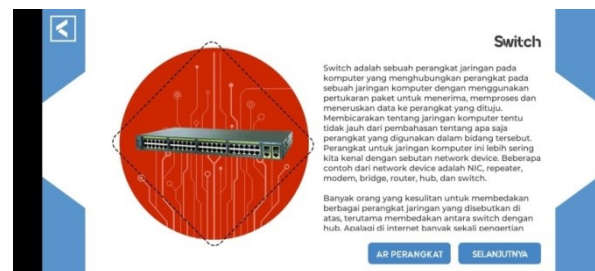 Switch
Switch adalah sebuah perangkat jaringan pada
komputer yang menghubungkan perangkat pada
sebuah jaringan komputer dengan menggunakan
pertukaran paket untuk menerima, memproses dan
meneruskan data ke perangkat yang dituju.
Membicarakan tentang jaringan komputer tentu
tidak jauh dari pembahasan tentang apa saja
perangkat yang digunakan dalam bidang tersebut.
Perangkat untuk jaringan komputer ini lebih sering
kita kenal dengan sebutan network device. Beberapa
contoh dari network device adalah NIC, repeater,
modem, bridge, router, hub, dan switch.
Banyak orang yang kesulitan untuk membedakan
berbagai perangkat jaringan yang disebutkan di
atas, terutama membedakan antara switch dengan
hub. Apalagi di internet banyak sekali pengertian
AR PERANGKAT
SELANJUTNYA